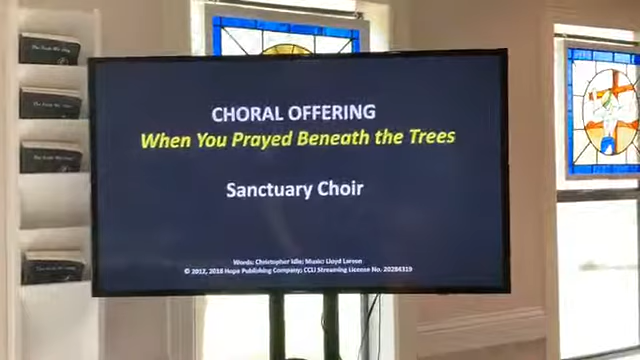 CHORAL OFFERING
When You Prayed Beneath the Trees
Sanctuary Choir
Words: Christopher Idle; Music: Lloyd Larson
© 2012, 2018 Hope Publishing Company; CCLI Streaming License No. 20284319